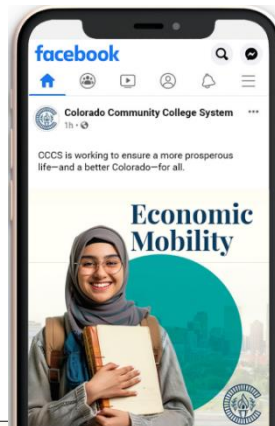 facebook
Colorado Community College System
1h
CCCS is working to ensure a more prosperous
life—and a better Colorado—for all.
Economic
Mobility